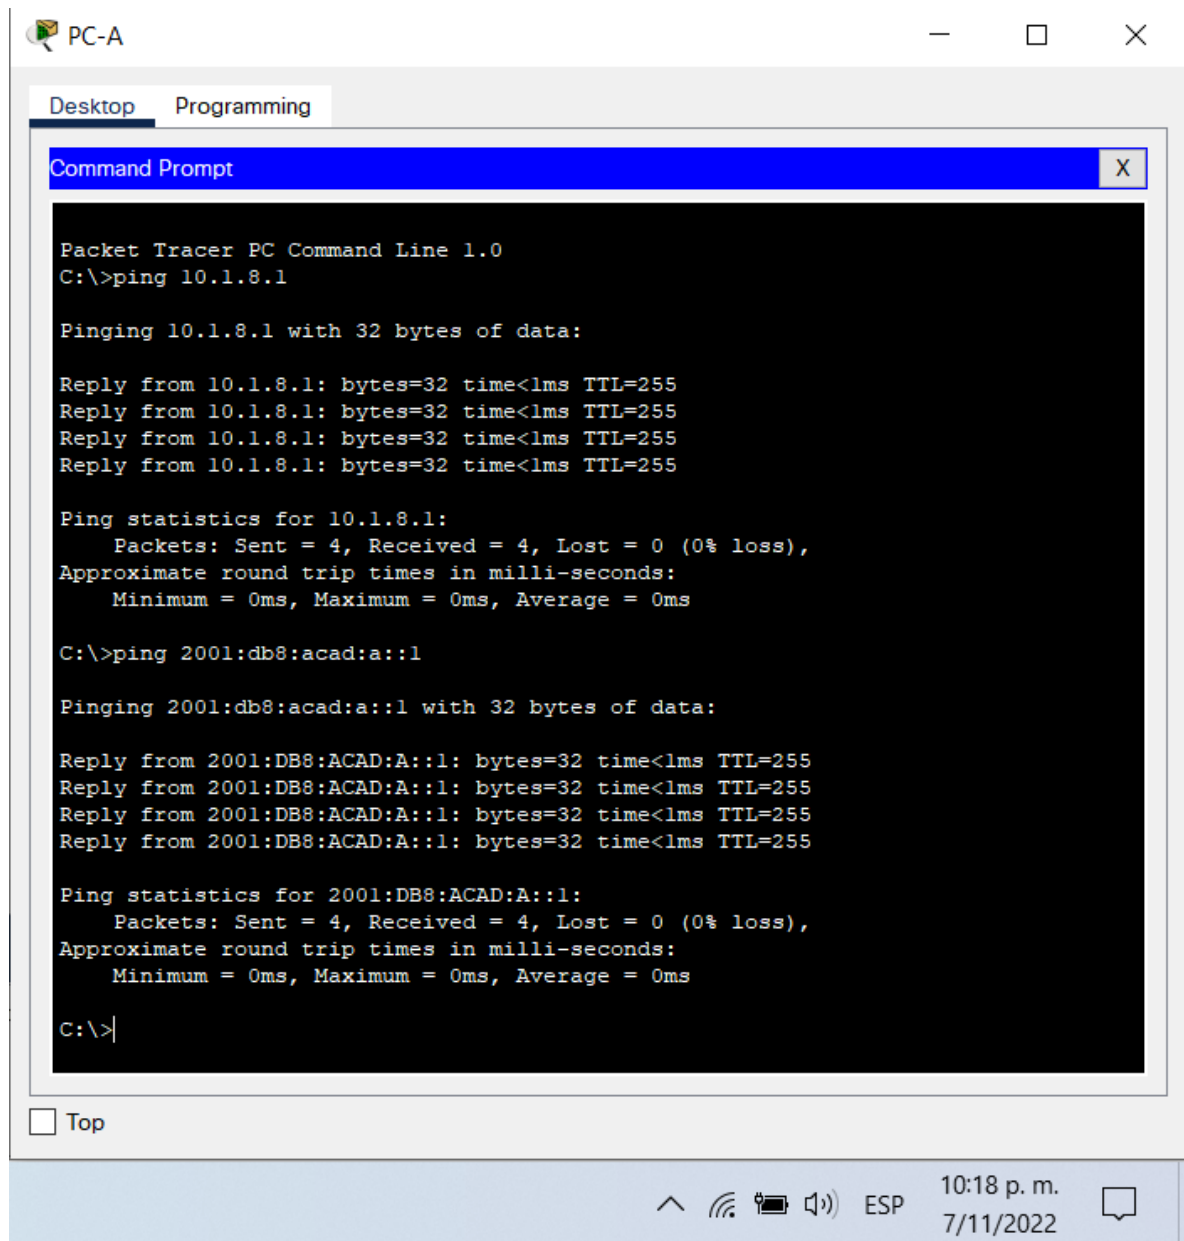 PC-A
Desktop Programming
Command Prompt X
Packet Tracer PC Command Line 1.0
C:\>ping 10.1.8.1
Pinging 10.1.8.1 with 32 bytes of data:
Reply from 10.1.8.1: bytes=32 time<1ms TTL=255
Reply from 10.1.8.1: bytes=32 time<1ms TTL=255
Reply from 10.1.8.1: bytes=32 time<1ms TTL=255
Reply from 10.1.8.1: bytes=32 time<1ms TTL=255
Ping statistics for 10.1.8.1:
Packets: Sent = 4, Received = 4, Lost = 0 (0% loss),
Approximate round trip times in milli-seconds:
Minimum = 0ms, Maximum = 0ms, Average = 0ms
C:\>ping 2001:db8:acad:a::1
Pinging 2001:db8:acad:a::1 with 32 bytes of data:
Reply from 2001:DB8:ACAD:A::1: bytes=32 time<1ms TTL=255
Reply from 2001:DB8:ACAD:A::1: bytes=32 time<1ms TTL=255
Reply from 2001:DB8:ACAD:A::1: bytes=32 time<1ms TTL=255
Reply from 2001:DB8:ACAD:A::1: bytes=32 time<1ms TTL=255
Ping statistics for 2001:DB8:ACAD:A::1:
Packets: Sent = 4, Received = 4, Lost = 0 (0% loss),
Approximate round trip times in milli-seconds:
Minimum = 0ms, Maximum = 0ms, Average = 0ms
C:\>
Top
ESP
10:18 p. m.
7/11/2022